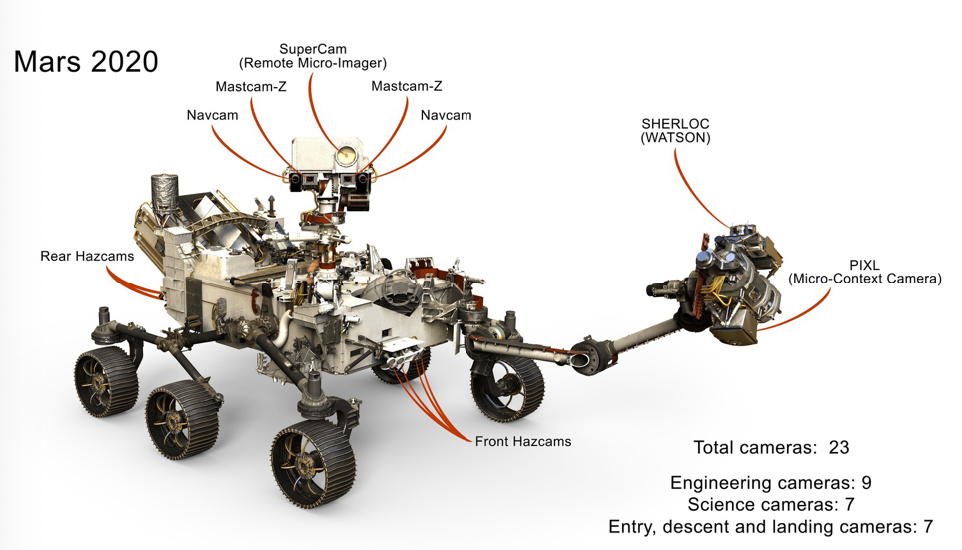 Mars 2020
SuperCam
(Remote Micro-Imager)
Mastcam-Z
Mastcam-Z
Navcam
Navcam
SHERLOC
(WATSON)
Rear Hazcams
PIXL
(Micro-Context Camera)
Front Hazcams
Total cameras: 23
Engineering cameras: 9
Science cameras: 7
Entry, descent and landing cameras: 7